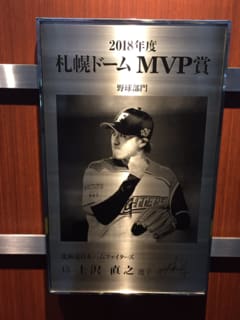 2018年度
札幌ドーム MVP賞
野球部門
北海道日本ハムファイターズ
上沢 直之 選手